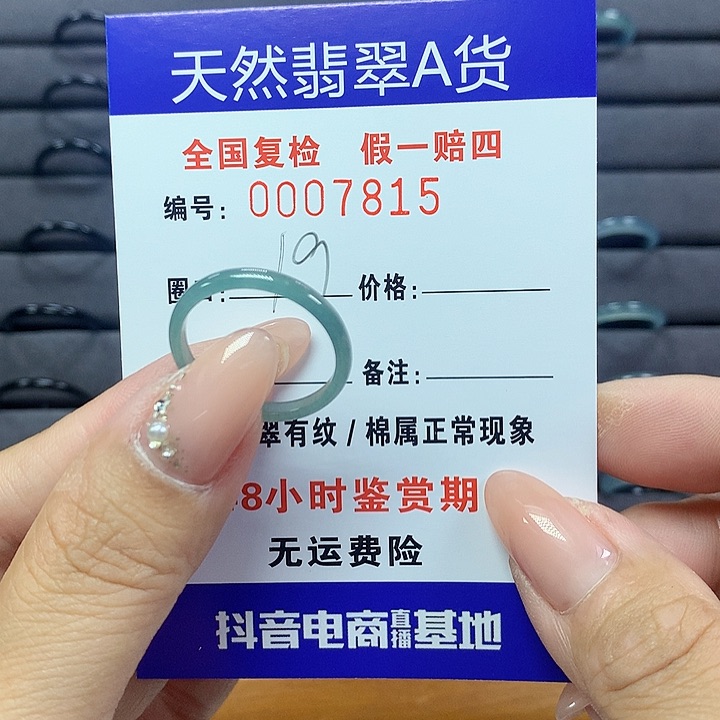 天然翡翠A货
全国复检 假一赔四
编号: 0007815
圈 : 19 价格:
备注:
翠有纹/棉属正常现象
8小时鉴赏期
无运费险
抖音电商直播基地